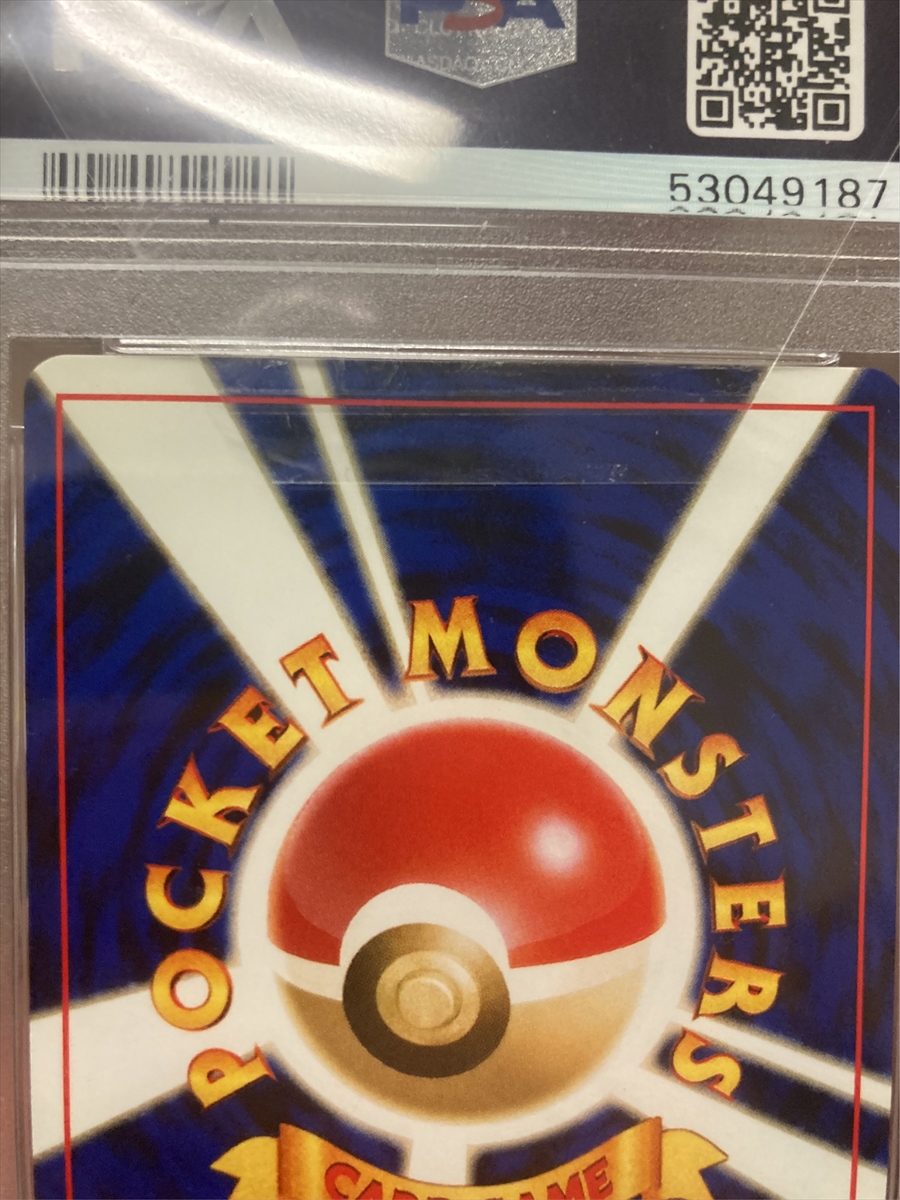 PSA
53049187
POCKET MONSTERS
CARD GAME